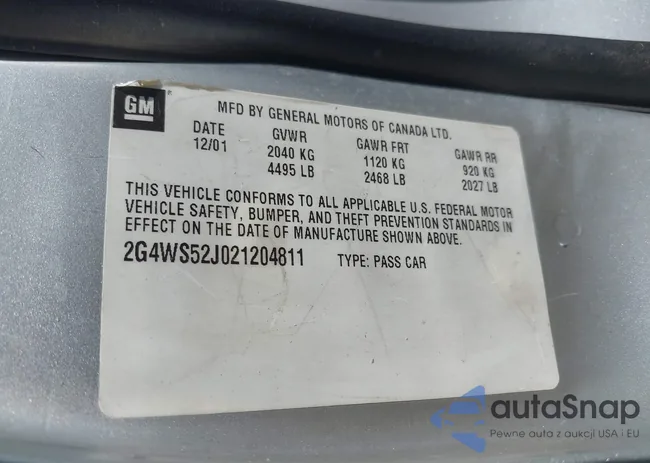 GM
MFD BY GENERAL MOTORS OF CANADA LTD.
DATE GVWR GAWR FRT GAWR RR
12/01 2040 KG 1120 KG 920 KG
4495 LB 2468 LB 2027 LB
THIS VEHICLE CONFORMS TO ALL APPLICABLE U.S. FEDERAL MOTOR
VEHICLE SAFETY, BUMPER, AND THEFT PREVENTION STANDARDS IN
EFFECT ON THE DATE OF MANUFACTURE SHOWN ABOVE.
2G4WS52J021204811 TYPE: PASS CAR
autaSnap
Pewne auta z aukcji USA i EU